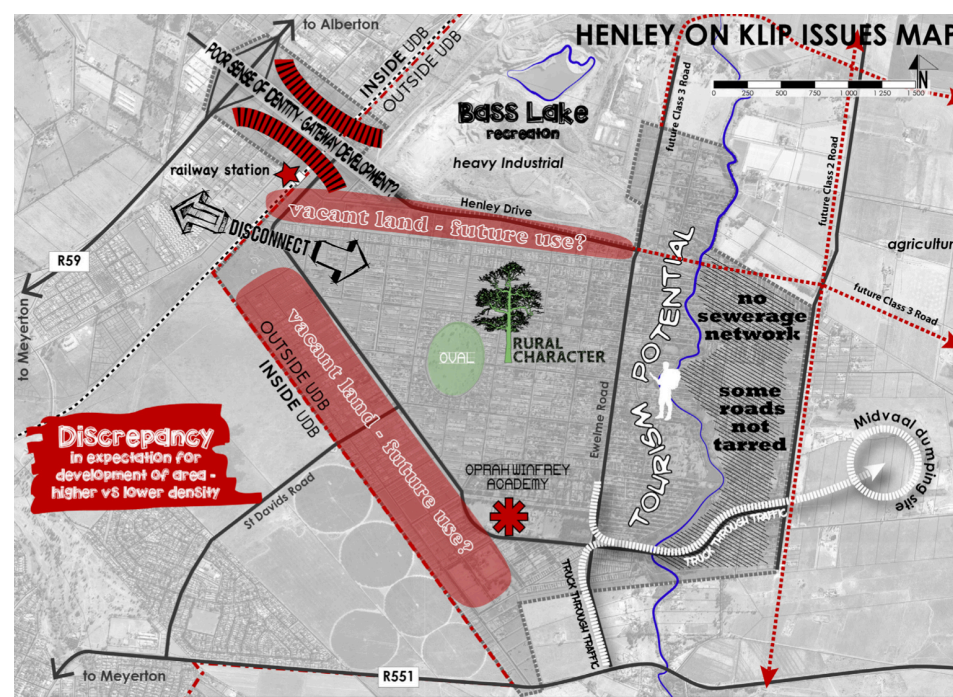 to Alberton
HENLEY ON KLIP ISSUES MAP
INSIDE UDB
OUTSIDE UDB
POOR SENSE OF IDENTITY
GATEWAY DEVELOPMENT?
Bass Lake
recreation
heavy Industrial
N
0
500
1 000
1 250
1 500
future Class 3 Road
future Class 2 Road
railway station
Henley Drive
vacant land - future use?
DISCONNECT
R59
to Meyerton
agricultur
future Class 3 Road
no
sewerage
network
RURAL
CHARACTER
OVAL
TOURISM POTENTIAL
Ewelme Road
some
roads
not
tarred
OUTSIDE UDB
INSIDE UDB
vacant land - future use?
Discrepancy
in expectation for
development of area -
higher vs lower density
St Davids Road
OPRAH WINFREY
ACADEMY
Midvaal dumping site
TRUCK THROUGH TRAFFIC
TRUCK THROUGH TRAFFIC
to Meyerton
R551